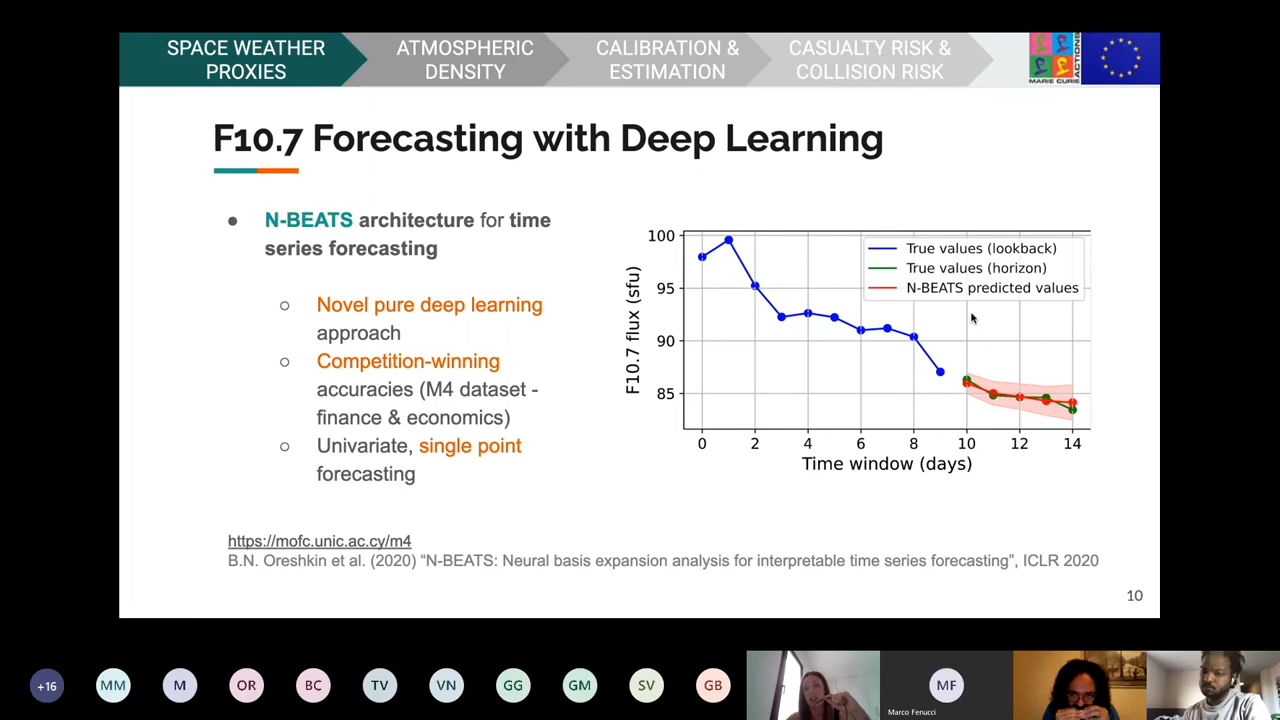 SPACE WEATHER
PROXIES
ATMOSPHERIC
DENSITY
CALIBRATION &
ESTIMATION
CASUALTY RISK &
COLLISION RISK
MARIE CURIE
ACTIONS
F10.7 Forecasting with Deep Learning
● N-BEATS architecture for time
series forecasting
○ Novel pure deep learning
approach
○ Competition-winning
accuracies (M4 dataset -
finance & economics)
○ Univariate, single point
forecasting
100
95
90
85
F10.7 flux (sfu)
True values (lookback)
True values (horizon)
N-BEATS predicted values
0 2 4 6 8 10 12 14
Time window (days)
https://mofc.unic.ac.cy/m4
B.N. Oreshkin et al. (2020) “N-BEATS: Neural basis expansion analysis for interpretable time series forecasting”, ICLR 2020
10
+16 MM M OR BC TV VN GG GM SV GB MF
Marco Fenucci